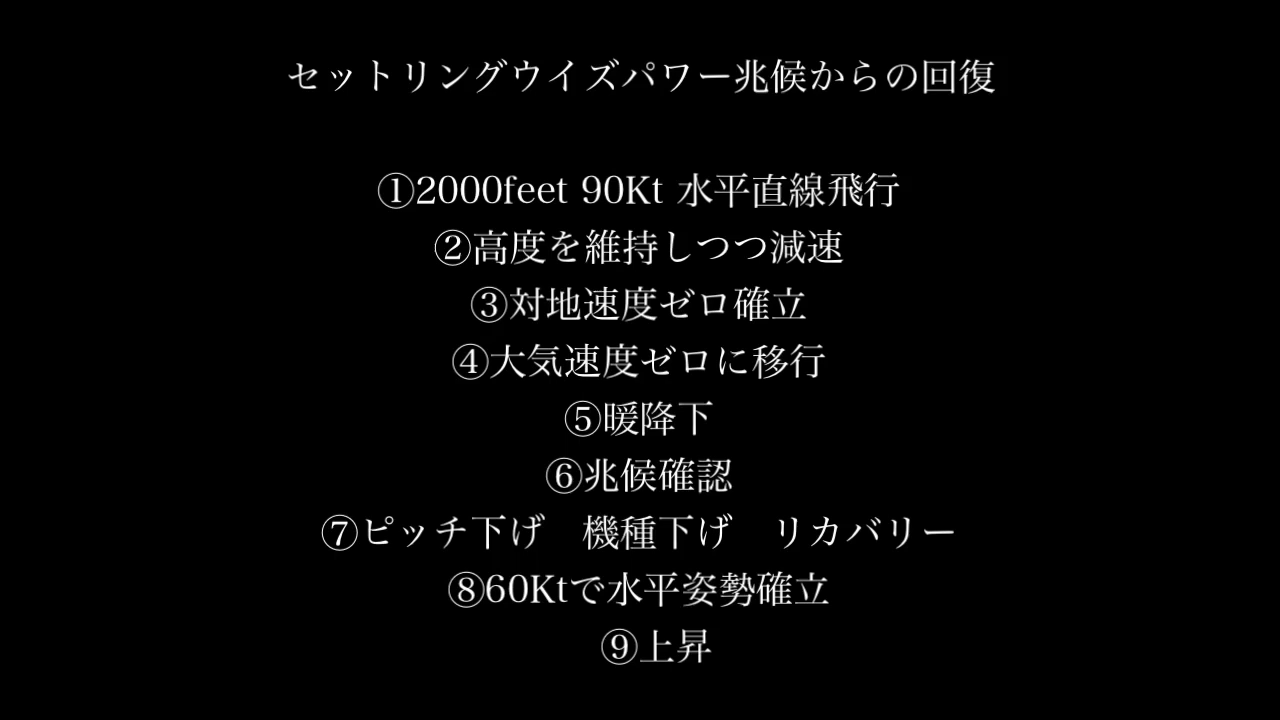 セットリングウイズパワー兆候からの回復
①2000feet 90Kt 水平直線飛行
②高度を維持しつつ減速
③対地速度ゼロ確立
④大気速度ゼロに移行
⑤暖降下
⑥兆候確認
⑦ピッチ下げ　機種下げ　リカバリー
⑧60Ktで水平姿勢確立
⑨上昇